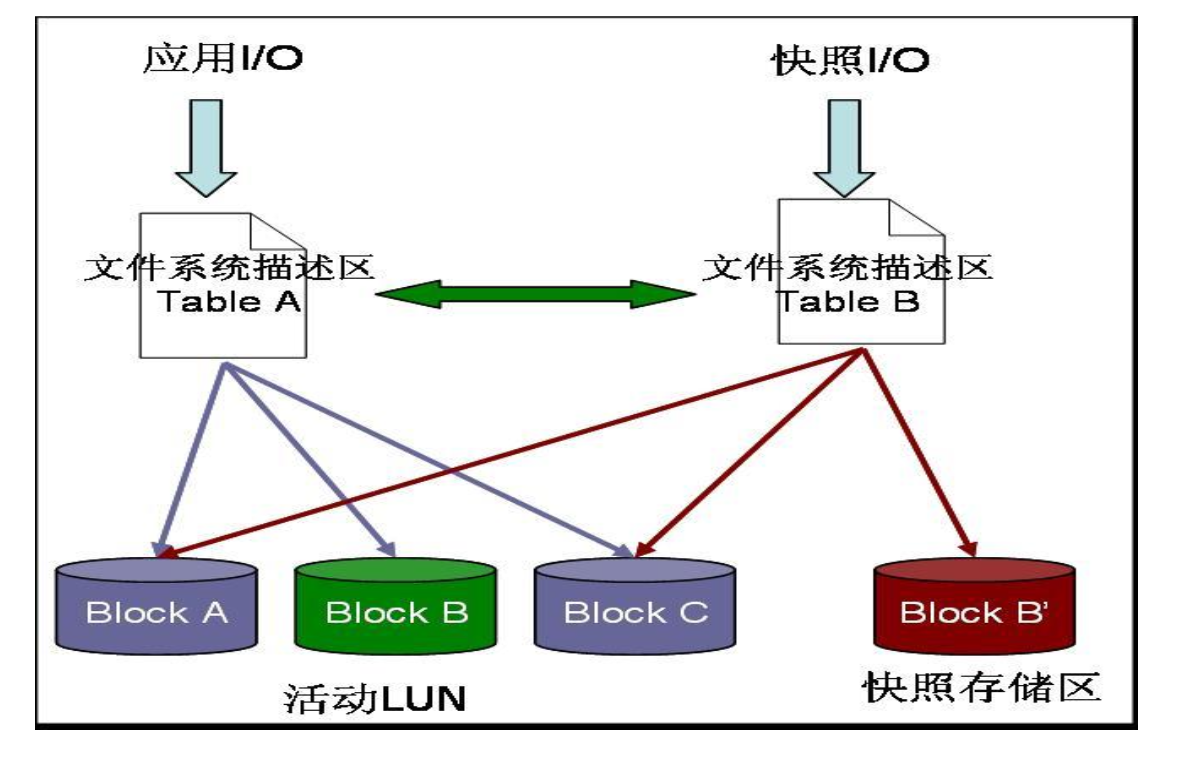 应用I/O
快照I/O
文件系统描述区
Table A
文件系统描述区
Table B
Block A
Block B
Block C
Block B'
活动LUN
快照存储区